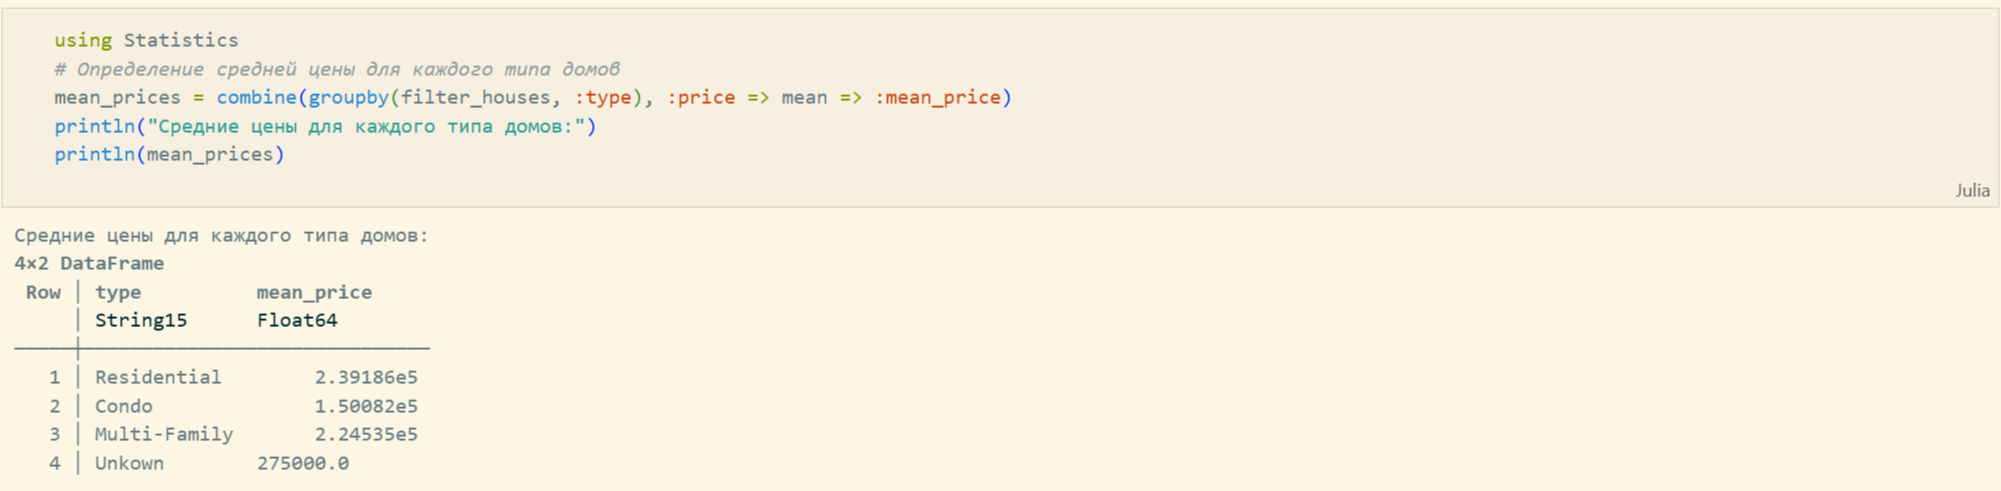 using Statistics
# Определение средней цены для каждого типа домов
mean_prices = combine(groupby(filter_houses, :type), :price => mean => :mean_price)
println("Средние цены для каждого типа домов:")
println(mean_prices)
Julia
Средние цены для каждого типа домов:
4×2 DataFrame
Row │ type mean_price
│ String15 Float64
1 │ Residential 2.39186e5
2 │ Condo 1.50082e5
3 │ Multi-Family 2.24535e5
4 │ Unkown 275000.0